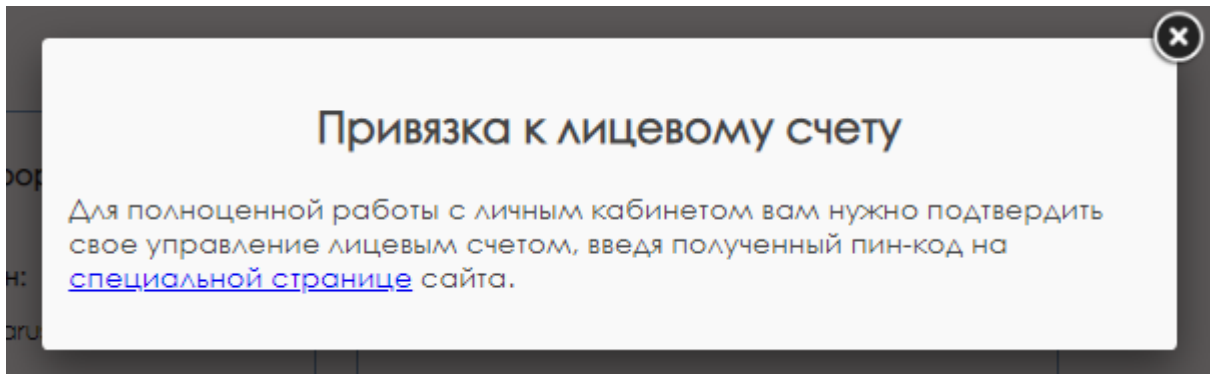 Привязка к лицевому счету
Для полноценной работы с личным кабинетом вам нужно подтвердить
свое управление лицевым счетом, введя полученный пин-код на
специальной странице сайта.
н: